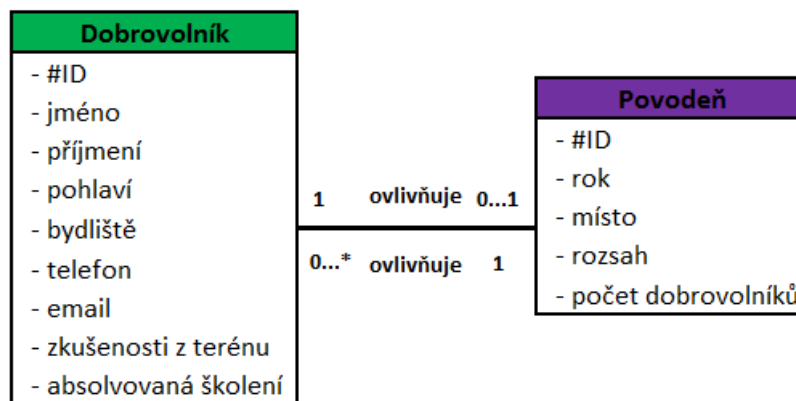 Dobrovolník
- #ID
- jméno
- příjmení
- pohlaví
- bydliště
- telefon
- email
- zkušenosti z terénu
- absolvovaná školení
1 ovlivňuje 0...1
0...* ovlivňuje 1
Povodeň
- #ID
- rok
- místo
- rozsah
- počet dobrovolníků